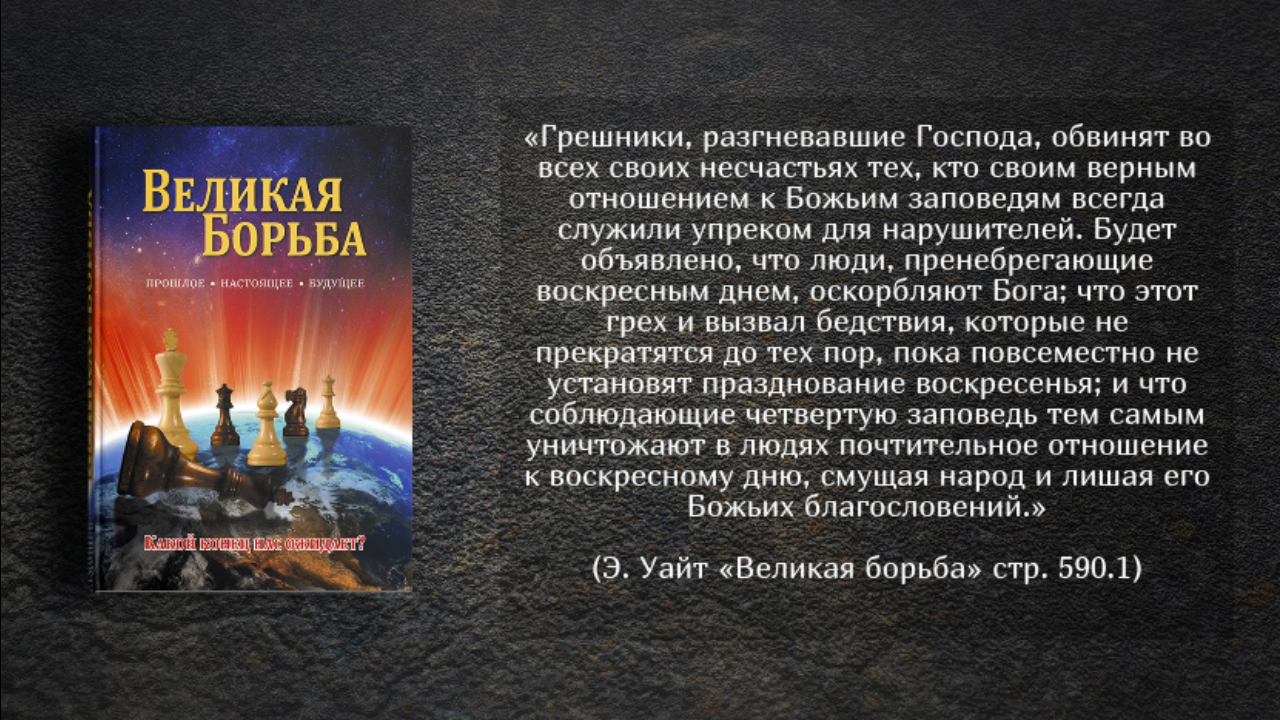 ВЕЛИКАЯ
БОРЬБА
ПРОШЛОЕ • НАСТОЯЩЕЕ • БУДУЩЕЕ
КАКОЙ КОНЕЦ НАС ОЖИДАЕТ?
«Грешники, разгневавшие Господа, обвинят во
всех своих несчастьях тех, кто своим верным
отношением к Божьим заповедям всегда
служили упреком для нарушителей. Будет
объявлено, что люди, пренебрегающие
воскресным днем, оскорбляют Бога; что этот
грех и вызвал бедствия, которые не
прекратятся до тех пор, пока повсеместно не
установят празднование воскресенья; и что
соблюдающие четвертую заповедь тем самым
уничтожают в людях почтительное отношение
к воскресному дню, смущая народ и лишая его
Божьих благословений.»
(Э. Уайт «Великая борьба» стр. 590.1)